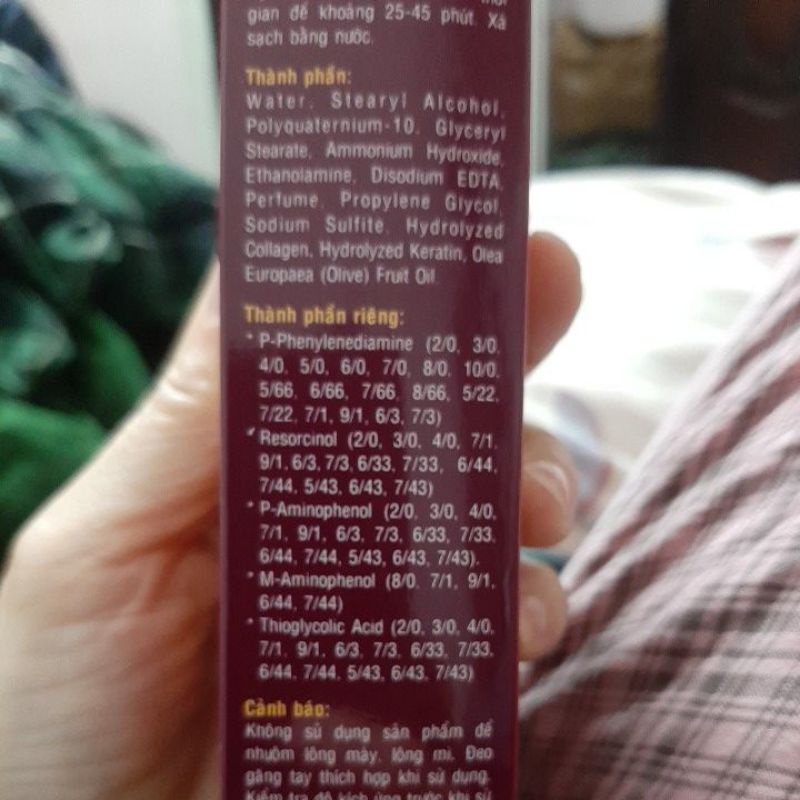 gian để khoảng 25-45 phút. Xả
sạch bằng nước.
Thành phần:
Water, Stearyl Alcohol,
Polyquaternium-10, Glyceryl
Stearate, Ammonium Hydroxide,
Ethanolamine, Disodium EDTA,
Perfume, Propylene Glycol,
Sodium Sulfite, Hydrolyzed
Collagen, Hydrolyzed Keratin, Olea
Europaea (Olive) Fruit Oil.
Thành phần riêng:
* P-Phenylenediamine (2/0, 3/0,
4/0, 5/0, 6/0, 7/0, 8/0, 10/0,
5/66, 6/66, 7/66, 8/66, 5/22,
7/22, 7/1, 9/1, 6/3, 7/3)
* Resorcinol (2/0, 3/0, 4/0, 7/1,
9/1, 6/3, 7/3, 6/33, 7/33, 6/44,
7/44, 5/43, 6/43, 7/43)
* P-Aminophenol (2/0, 3/0, 4/0,
7/1, 9/1, 6/3, 7/3, 6/33, 7/33,
6/44, 7/44, 5/43, 6/43, 7/43).
* M-Aminophenol (8/0, 7/1, 9/1,
6/44, 7/44)
* Thioglycolic Acid (2/0, 3/0, 4/0,
7/1, 9/1, 6/3, 7/3, 6/33, 7/33,
6/44, 7/44, 5/43, 6/43, 7/43)
Cảnh báo:
Không sử dụng sản phẩm để
nhuộm lông mày, lông mi. Đeo
găng tay thích hợp khi sử dụng.
Kiểm tra độ kích ứng trước khi sử